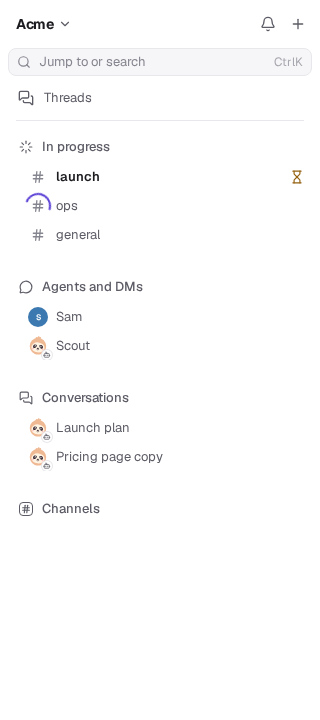 Acme
Jump to or search CtrlK
Threads
In progress
launch
ops
general
Agents and DMs
S Sam
Scout
Conversations
Launch plan
Pricing page copy
Channels